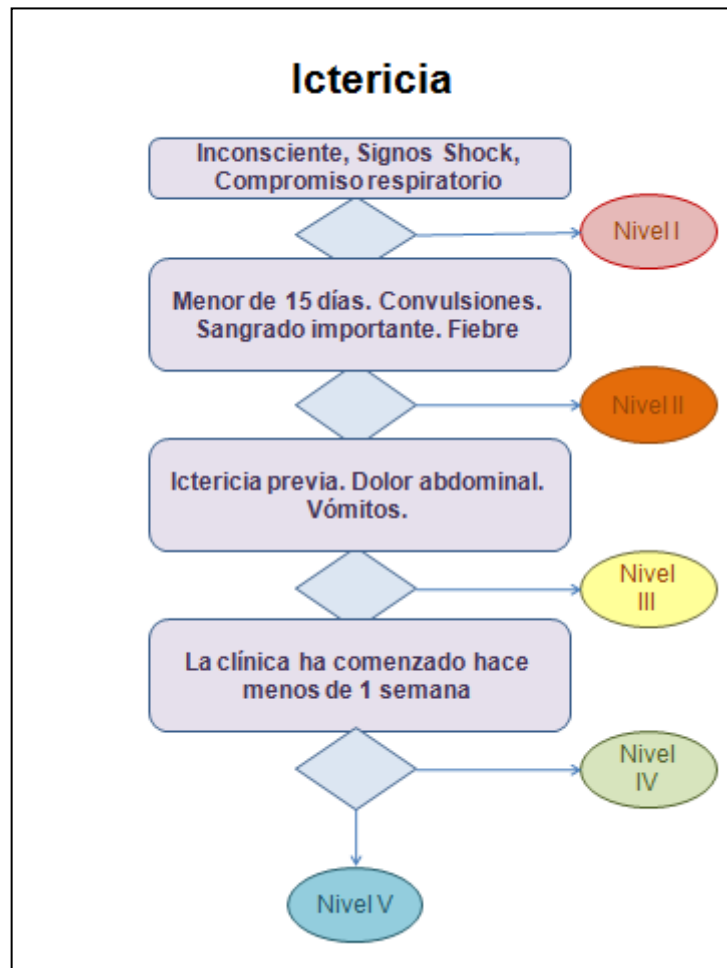 Ictericia
Inconsciente, Signos Shock,
Compromiso respiratorio
Nivel I
Menor de 15 días. Convulsiones.
Sangrado importante. Fiebre
Nivel II
Ictericia previa. Dolor abdominal.
Vómitos.
Nivel
III
La clínica ha comenzado hace
menos de 1 semana
Nivel
IV
Nivel V